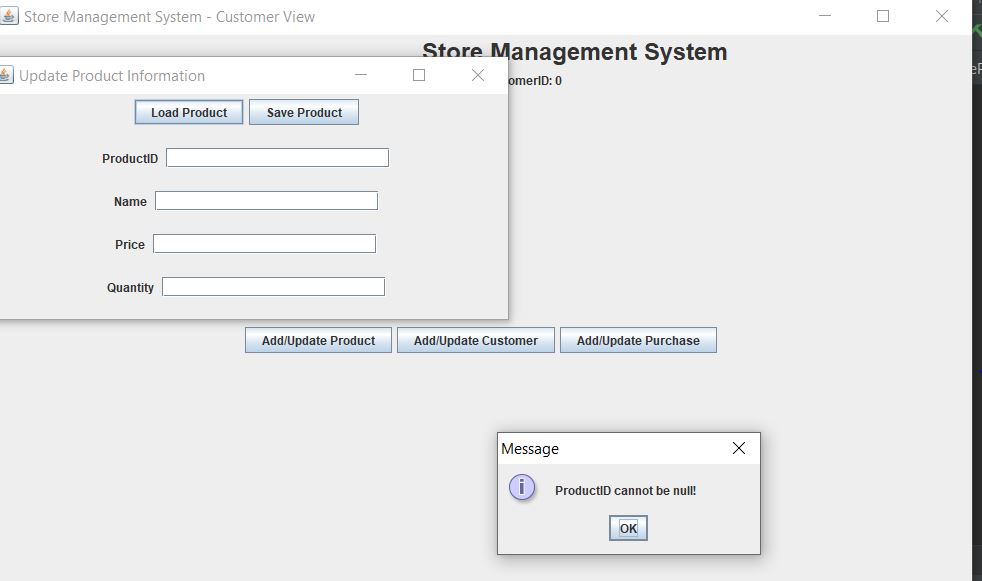 Store Management System - Customer View
Store Management System
omerID: 0
Update Product Information
Load Product
Save Product
ProductID
Name
Price
Quantity
Add/Update Product
Add/Update Customer
Add/Update Purchase
Message
ProductID cannot be null!
OK